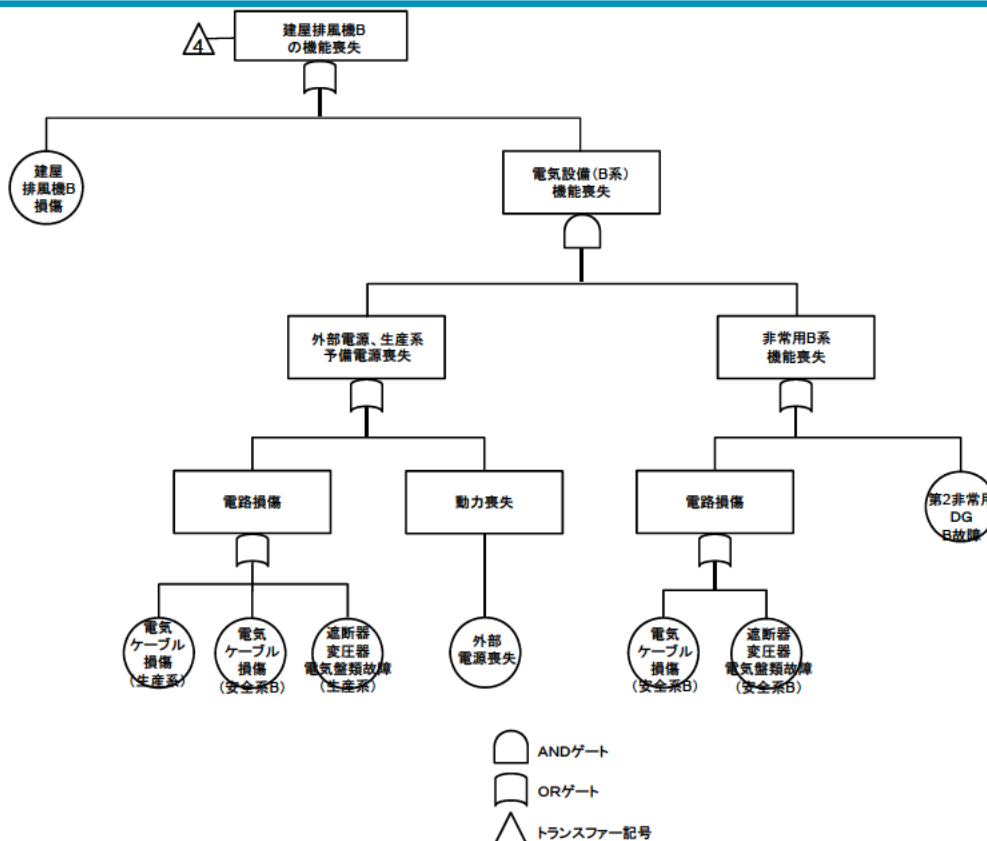 4
建屋排風機B
の機能喪失
建屋
排風機B
損傷
電気設備(B系)
機能喪失
外部電源、生産系
予備電源喪失
非常用B系
機能喪失
電路損傷
動力喪失
電路損傷
第2非常用
DG
B故障
電気
ケーブル
損傷
(生産系)
電気
ケーブル
損傷
(安全系B)
遮断器
変圧器
電気盤類故障
(生産系)
外部
電源喪失
電気
ケーブル
損傷
(安全系B)
遮断器
変圧器
電気盤類故障
(安全系B)
ANDゲート
ORゲート
トランスファー記号